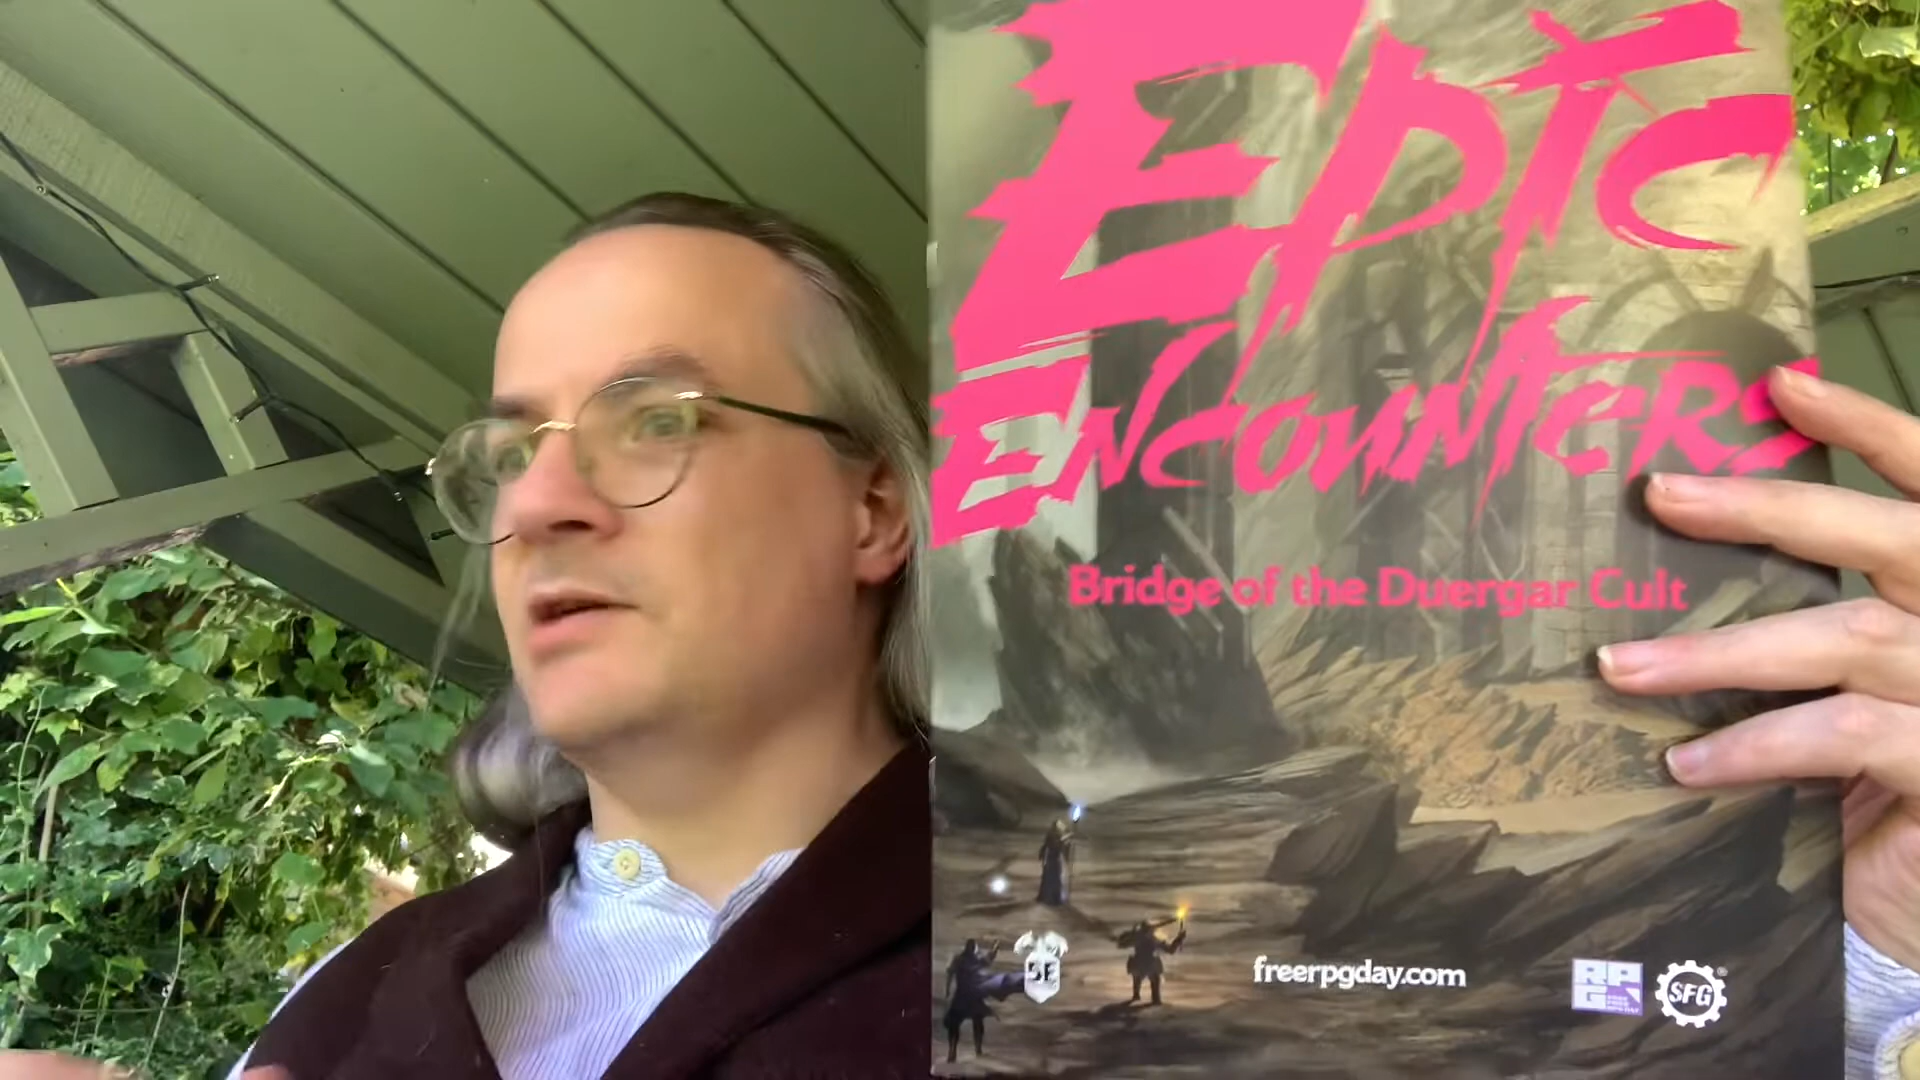 Epic
Encounters
Bridge of the Duergar Cult
5E
freerpgday.com
RPG
SFG